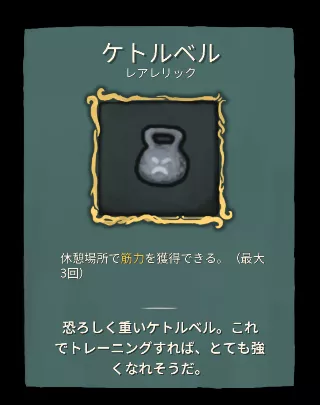 ケトルベル
レアレリック
休憩場所で筋力を獲得できる。（最大
3回）
恐ろしく重いケトルベル。これ
でトレーニングすれば、とても強
くなれそうだ。